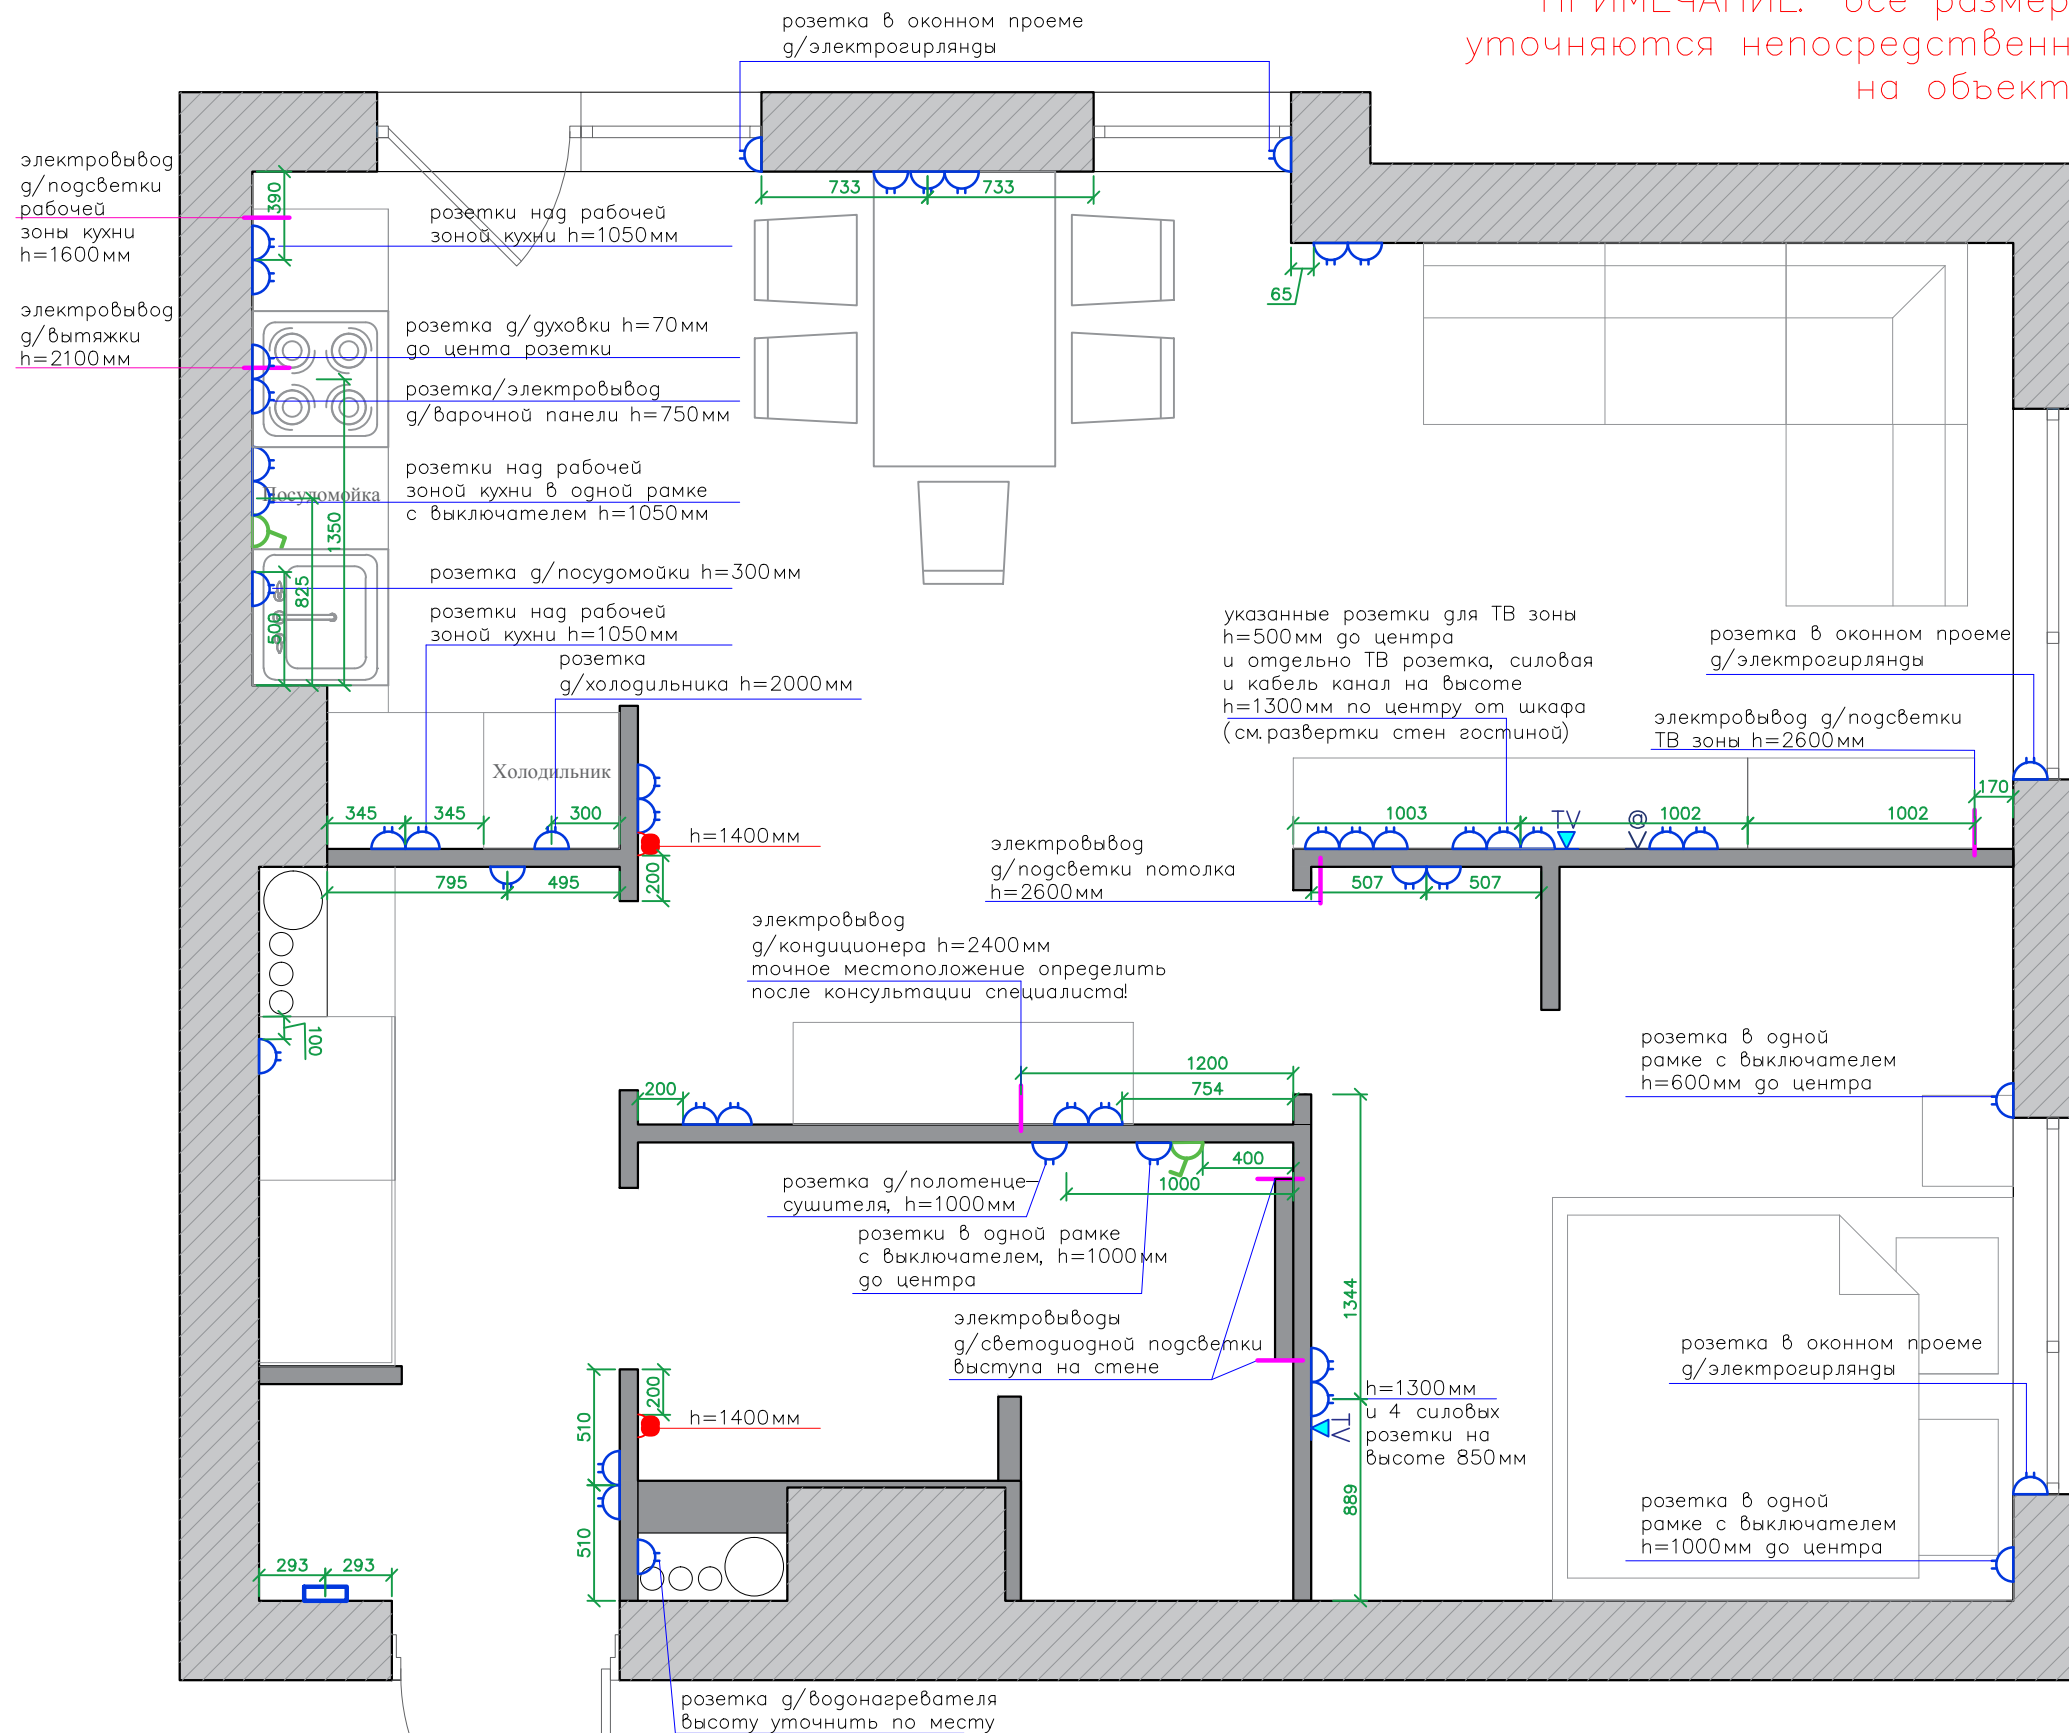 розетка в оконном проеме
д/электрогирлянды
ПРИМЕЧАНИЕ: Все размер
уточняются непосредственн
на объект
электровывод
д/подсветки
рабочей
зоны кухни
h=1600мм
390
розетки над рабочей
зоной кухни h=1050мм
733
733
65
электровывод
д/вытяжки
h=2100мм
розетка д/духовки h=70мм
до цента розетки
розетка/электровывод
д/варочной панели h=750мм
розетки над рабочей
зоной кухни в одной рамке
с выключателем h=1050мм
Посудомойка
1350
825
500
розетка д/посудомойки h=300мм
розетки над рабочей
зоной кухни h=1050мм
розетка
д/холодильника h=2000мм
Холодильник
345
345
300
h=1400мм
200
795
495
указанные розетки для ТВ зоны
h=500мм до центра
и отдельно ТВ розетка, силовая
и кабель канал на высоте
h=1300мм по центру от шкафа
(см.развертки стен гостиной)
розетка в оконном проеме
д/электрогирлянды
электровывод д/подсветки
ТВ зоны h=2600мм
170
1003
TV
@
1002
1002
507
507
электровывод
д/подсветки потолка
h=2600мм
электровывод
д/кондиционера h=2400мм
точное местоположение определить
после консультации специалиста!
100
1200
200
754
400
1000
розетка д/полотенце-
сушителя, h=1000мм
розетки в одной рамке
с выключателем, h=1000мм
до центра
электровыводы
д/светодиодной подсветки
выступа на стене
розетка в одной
рамке с выключателем
h=600мм до центра
1344
h=1300мм
и 4 силовых
розетки на
высоте 850мм
TV
889
розетка в оконном проеме
д/электрогирлянды
розетка в одной
рамке с выключателем
h=1000мм до центра
200
h=1400мм
510
510
293
293
розетка д/водонагревателя
высоту уточнить по месту